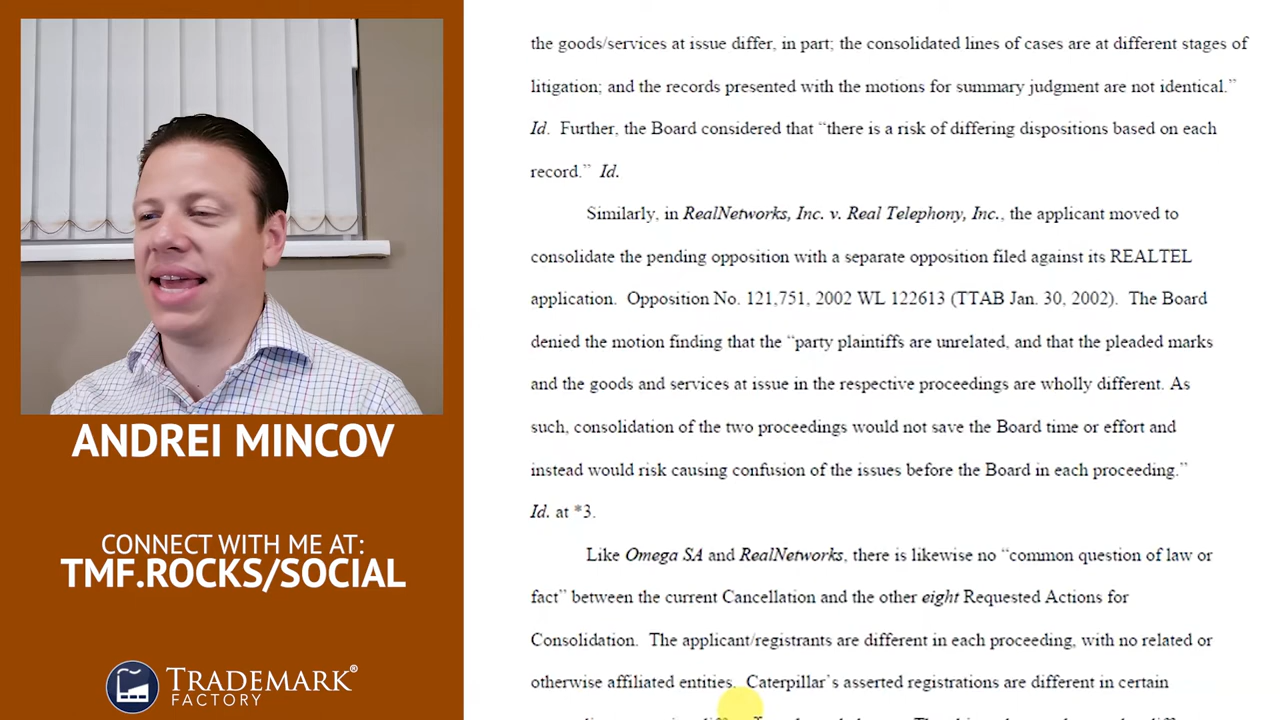 ANDREI MINCOV
CONNECT WITH ME AT:
TMF.ROCKS/SOCIAL
TRADEMARK®
FACTORY
the goods/services at issue differ, in part; the consolidated lines of cases are at different stages of
litigation; and the records presented with the motions for summary judgment are not identical.”
Id. Further, the Board considered that “there is a risk of differing dispositions based on each
record.” Id.
Similarly, in RealNetworks, Inc. v. Real Telephony, Inc., the applicant moved to
consolidate the pending opposition with a separate opposition filed against its REALTEL
application. Opposition No. 121,751, 2002 WL 122613 (TTAB Jan. 30, 2002). The Board
denied the motion finding that the “party plaintiffs are unrelated, and that the pleaded marks
and the goods and services at issue in the respective proceedings are wholly different. As
such, consolidation of the two proceedings would not save the Board time or effort and
instead would risk causing confusion of the issues before the Board in each proceeding.”
Id. at *3.
Like Omega SA and RealNetworks, there is likewise no “common question of law or
fact” between the current Cancellation and the other eight Requested Actions for
Consolidation. The applicant/registrants are different in each proceeding, with no related or
otherwise affiliated entities. Caterpillar’s asserted registrations are different in certain